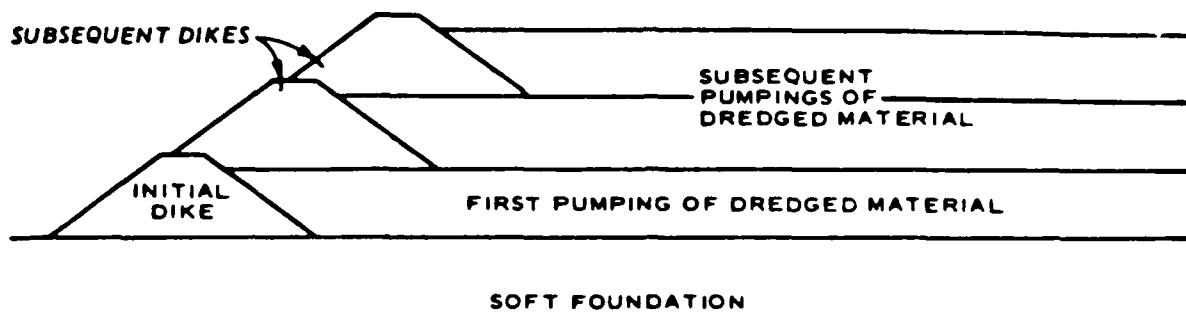 SUBSEQUENT DIKES
SUBSEQUENT
PUMPINGS OF
DREDGED MATERIAL
INITIAL
DIKE
FIRST PUMPING OF DREDGED MATERIAL
SOFT FOUNDATION